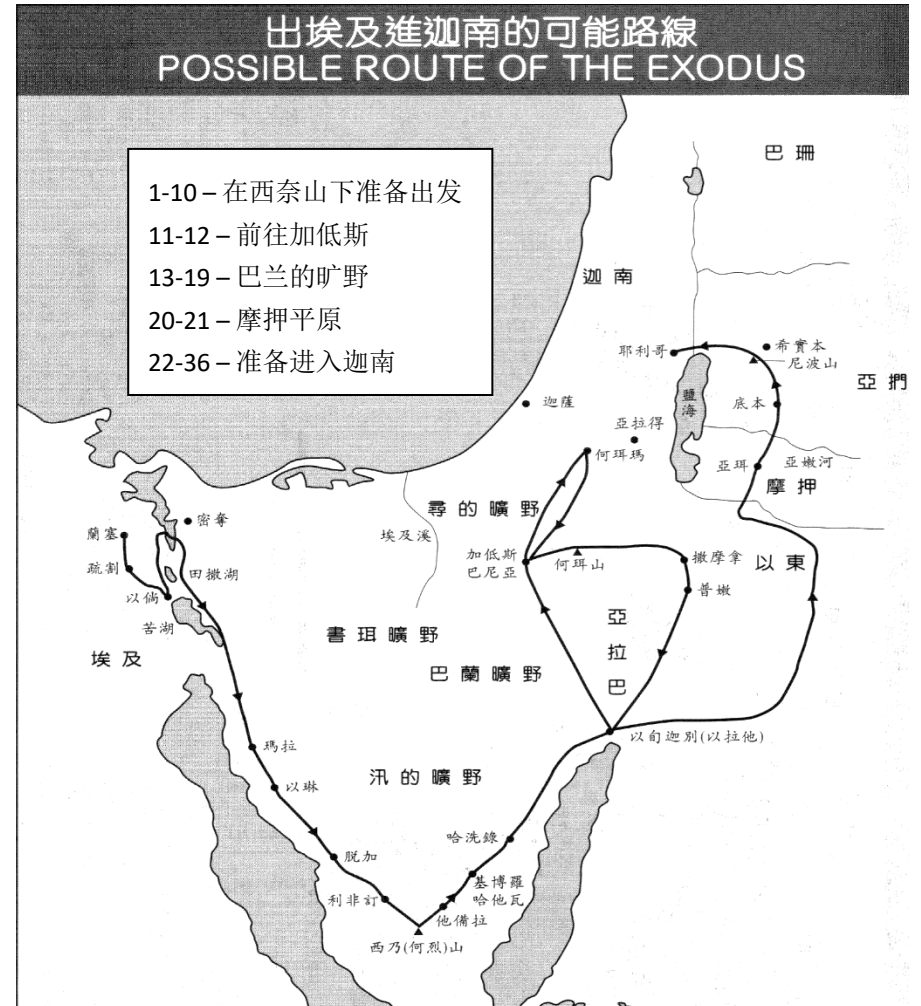 出埃及進迦南的可能路線
POSSIBLE ROUTE OF THE EXODUS
1-10 – 在西奈山下准备出发
11-12 – 前往加低斯
13-19 – 巴兰的旷野
20-21 – 摩押平原
22-36 – 准备进入迦南
巴珊
迦南
耶利哥
希實本
尼波山
亞捫
鹽海
底本
迦薩
亞拉得
何珥瑪
亞珥
亞嫩河
摩押
尋的曠野
埃及溪
密奪
蘭塞
疏割
田撒湖
以倘
苦湖
加低斯
巴尼亞
何珥山
撒摩拿
以東
普嫩
書珥曠野
埃及
巴蘭曠野
亞拉巴
以旬迦別(以拉他)
瑪拉
以琳
汛的曠野
哈洗錄
脱加
基博羅
哈他瓦
利非訂
他備拉
西乃(何烈)山